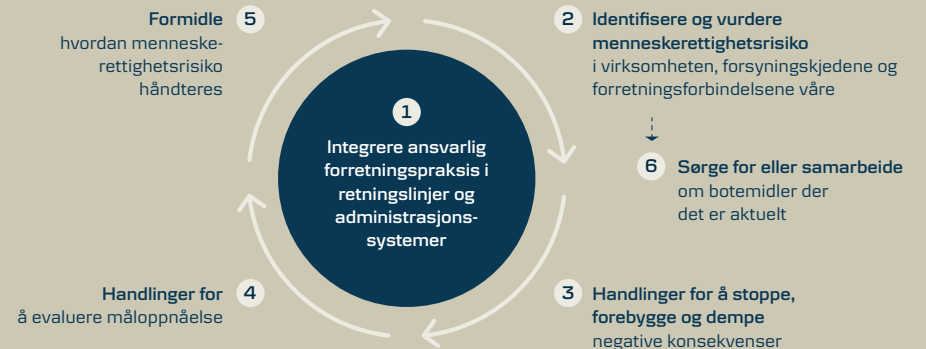 1
Integrere ansvarlig
forretningspraksis i
retningslinjer og
administrasjons-
systemer
2
Identifisere og vurdere
menneskerettighetsrisiko
i virksomheten, forsyningskjedene og
forretningsforbindelsene våre
6
Sørge for eller samarbeide
om botemidler der
det er aktuelt
3
Handlinger for å stoppe,
forebygge og dempe
negative konsekvenser
4
Handlinger for
å evaluere måloppnåelse
5
Formidle
hvordan menneske-
rettighetsrisiko
håndteres